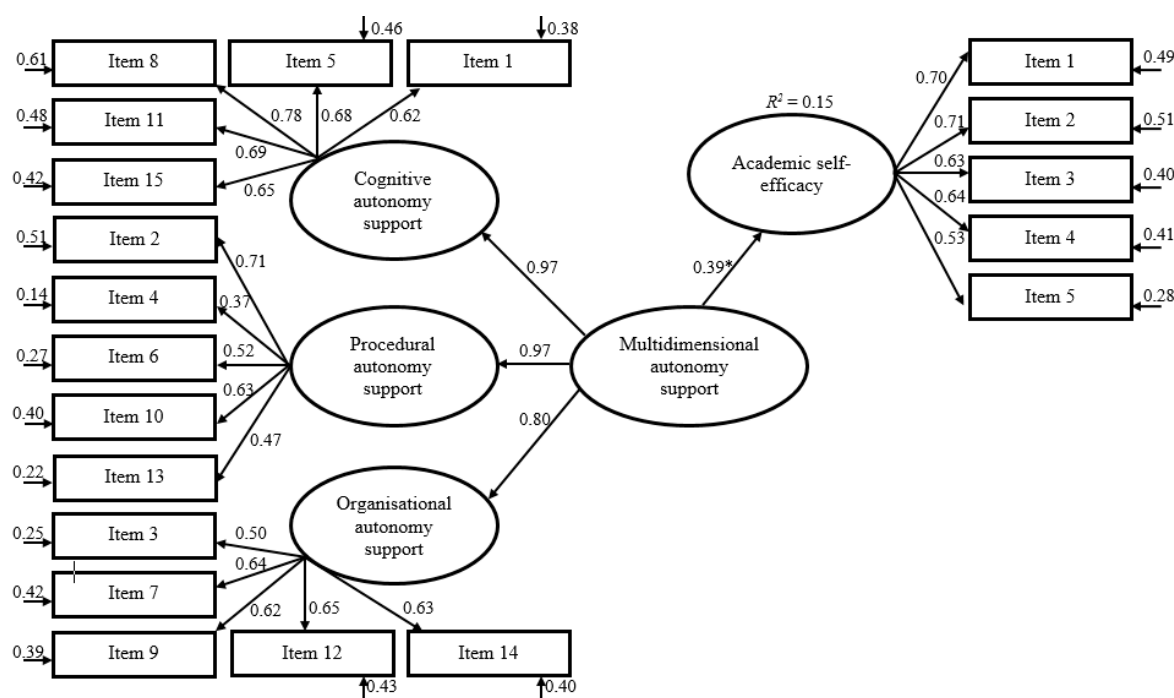 0.46
0.38
0.61
Item 8
Item 5
Item 1
0.78
0.68
0.62
0.48
Item 11
0.69
0.42
Item 15
0.65
Cognitive
autonomy
support
0.51
Item 2
0.71
0.14
Item 4
0.37
0.27
Item 6
0.52
0.40
Item 10
0.63
0.22
Item 13
0.47
Procedural
autonomy
support
0.97
0.97
0.80
Multidimensional
autonomy
support
0.39*
R² = 0.15
Academic self-
efficacy
0.70
Item 1
0.49
0.71
Item 2
0.51
0.63
Item 3
0.40
0.64
Item 4
0.41
0.53
Item 5
0.28
Organisational
autonomy
support
0.25
Item 3
0.50
0.42
Item 7
0.64
0.39
Item 9
0.62
Item 12
0.65
0.43
Item 14
0.63
0.40